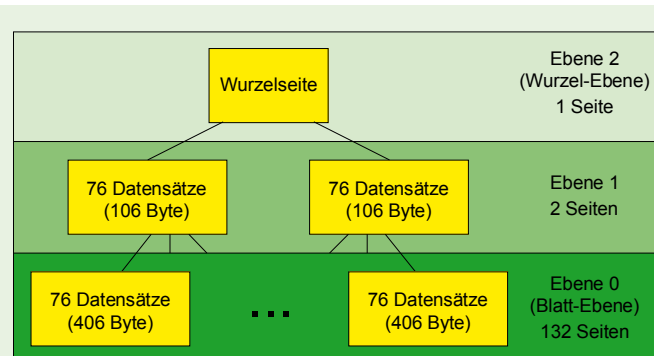 Wurzelseite
Ebene 2
(Wurzel-Ebene)
1 Seite
76 Datensätze
(106 Byte)
76 Datensätze
(106 Byte)
Ebene 1
2 Seiten
76 Datensätze
(406 Byte)
...
76 Datensätze
(406 Byte)
Ebene 0
(Blatt-Ebene)
132 Seiten